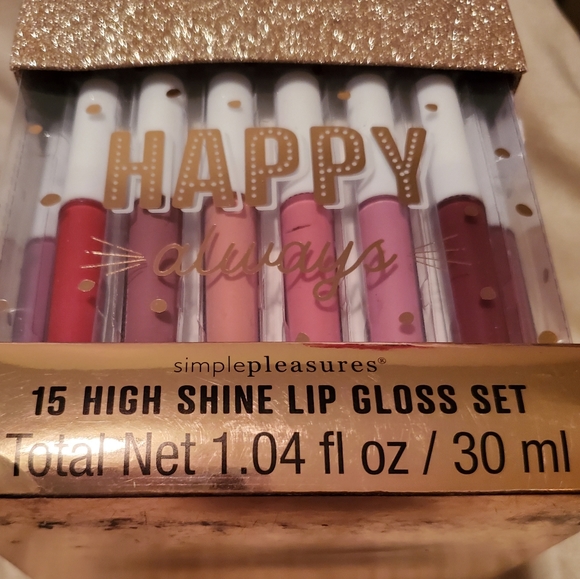 HAPPY
always
simplepleasures®
15 HIGH SHINE LIP GLOSS SET
Total Net 1.04 fl oz / 30 ml